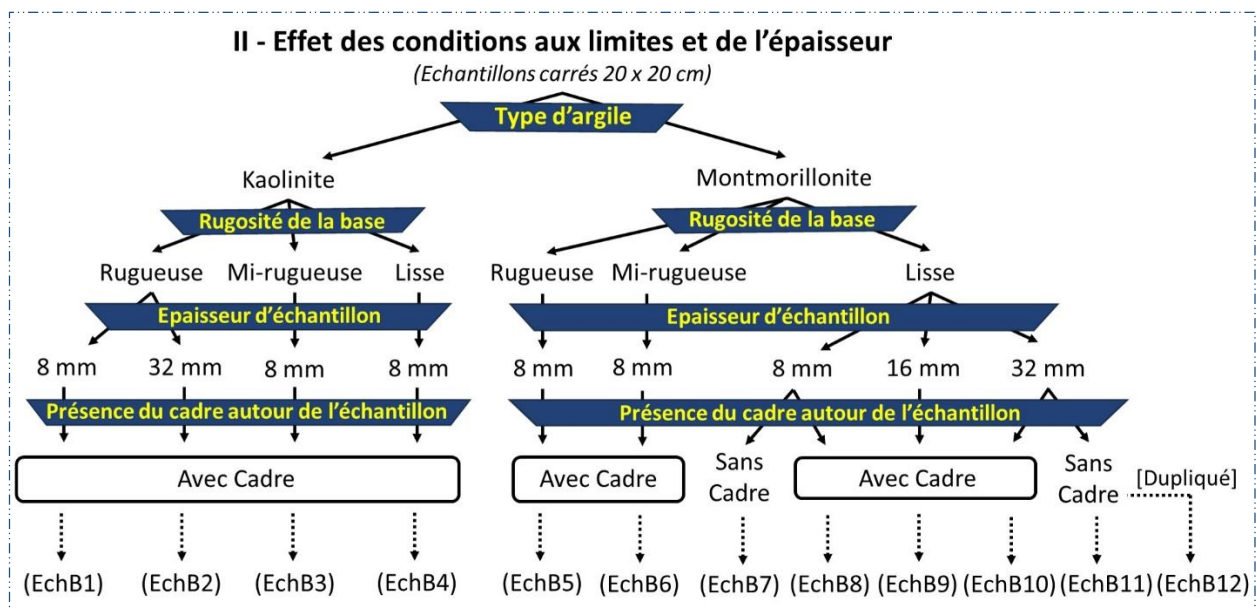 II - Effet des conditions aux limites et de l'épaisseur
(Echantillons carrés 20 x 20 cm)
Type d'argile
Kaolinite Montmorillonite
Rugosité de la base Rugosité de la base
Rugueuse Mi-rugueuse Lisse Rugueuse Mi-rugueuse Lisse
Epaisseur d'échantillon Epaisseur d'échantillon
8 mm 32 mm 8 mm 8 mm 8 mm 8 mm 8 mm 16 mm 32 mm
Présence du cadre autour de l'échantillon Présence du cadre autour de l'échantillon
Avec Cadre Avec Cadre Sans Cadre Avec Cadre Sans Cadre [Dupliqué]
(EchB1) (EchB2) (EchB3) (EchB4) (EchB5) (EchB6) (EchB7) (EchB8) (EchB9) (EchB10) (EchB11) (EchB12)